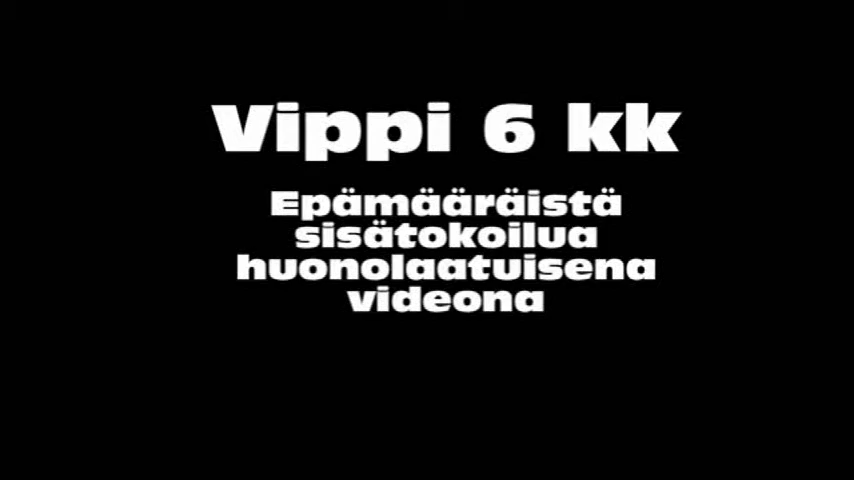 Vippi 6 kk
Epämääräistä
sisätokoilua
huonolaatuisena
videona